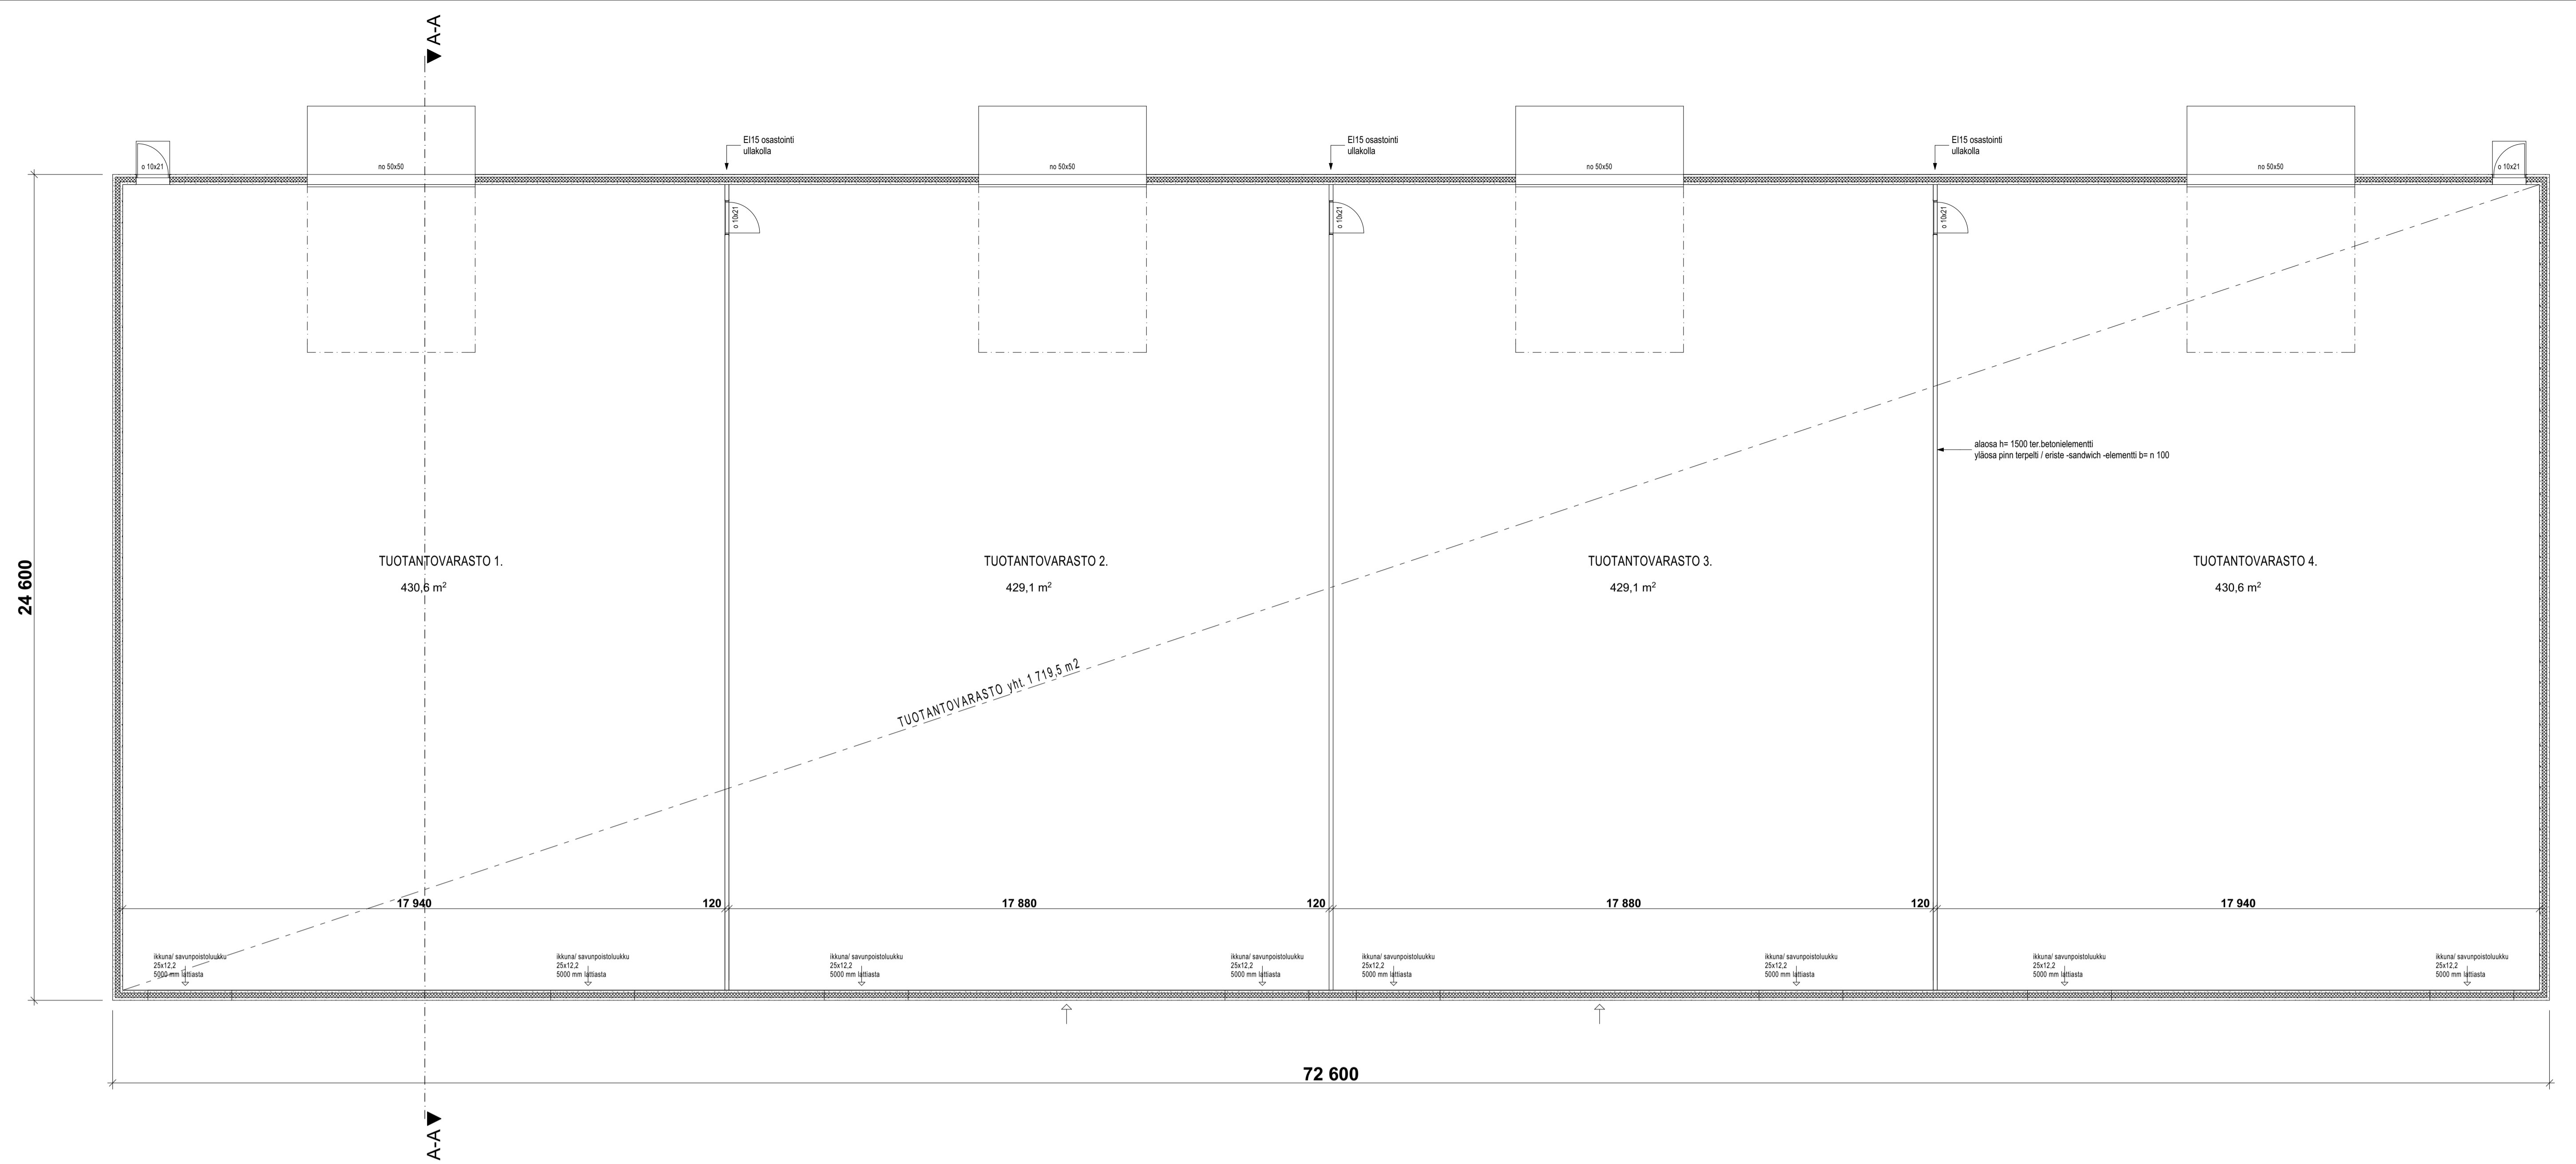 A-A
EI15 osastointi
ullakolla
EI15 osastointi
ullakolla
EI15 osastointi
ullakolla
o 10x21
no 50x50
no 50x50
no 50x50
no 50x50
o 10x21
o 10x21
o 10x21
o 10x21
alaosa h= 1500 ter.betonielementti
yläosa pinn terpelti / eriste -sandwich -elementti b= n 100
24 600
TUOTANTOVARASTO 1.
430,6 m²
TUOTANTOVARASTO 2.
429,1 m²
TUOTANTOVARASTO 3.
429,1 m²
TUOTANTOVARASTO 4.
430,6 m²
TUOTANTOVARASTO yht. 1 719,5 m2
17 940
120
17 880
120
17 880
120
17 940
ikkuna/ savunpoistoluukku
25x12,2
5000 mm lattiasta
ikkuna/ savunpoistoluukku
25x12,2
5000 mm lattiasta
ikkuna/ savunpoistoluukku
25x12,2
5000 mm lattiasta
ikkuna/ savunpoistoluukku
25x12,2
5000 mm lattiasta
ikkuna/ savunpoistoluukku
25x12,2
5000 mm lattiasta
ikkuna/ savunpoistoluukku
25x12,2
5000 mm lattiasta
ikkuna/ savunpoistoluukku
25x12,2
5000 mm lattiasta
ikkuna/ savunpoistoluukku
25x12,2
5000 mm lattiasta
72 600
A-A